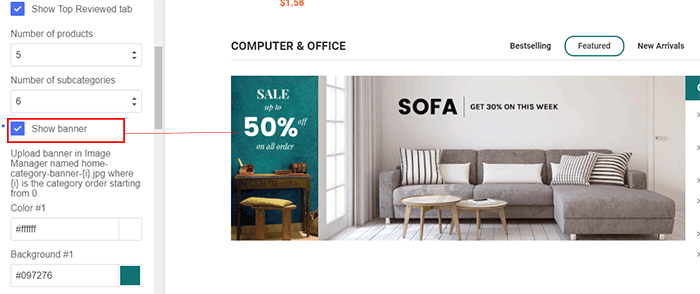 Show Top Reviewed tab
Number of products
5
Number of subcategories
6
Show banner
Upload banner in Image
Manager named home-
category-banner-{i}.jpg where
{i} is the category order starting
from 0.
Color #1
#ffffff
Background #1
#097276
$1.58
COMPUTER & OFFICE
Bestselling
Featured
New Arrivals
SALE
up to
50% off
on all order
SOFA
GET 30% ON THIS WEEK